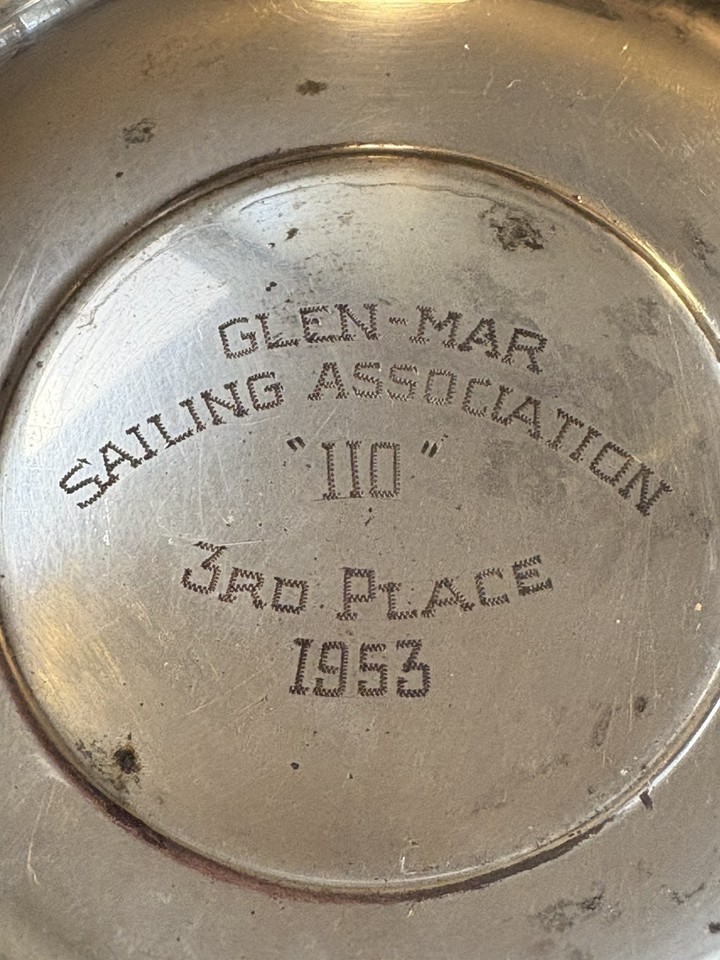 GLEN-MAR
SAILING ASSOCIATION
"110"
3RD PLACE
1953